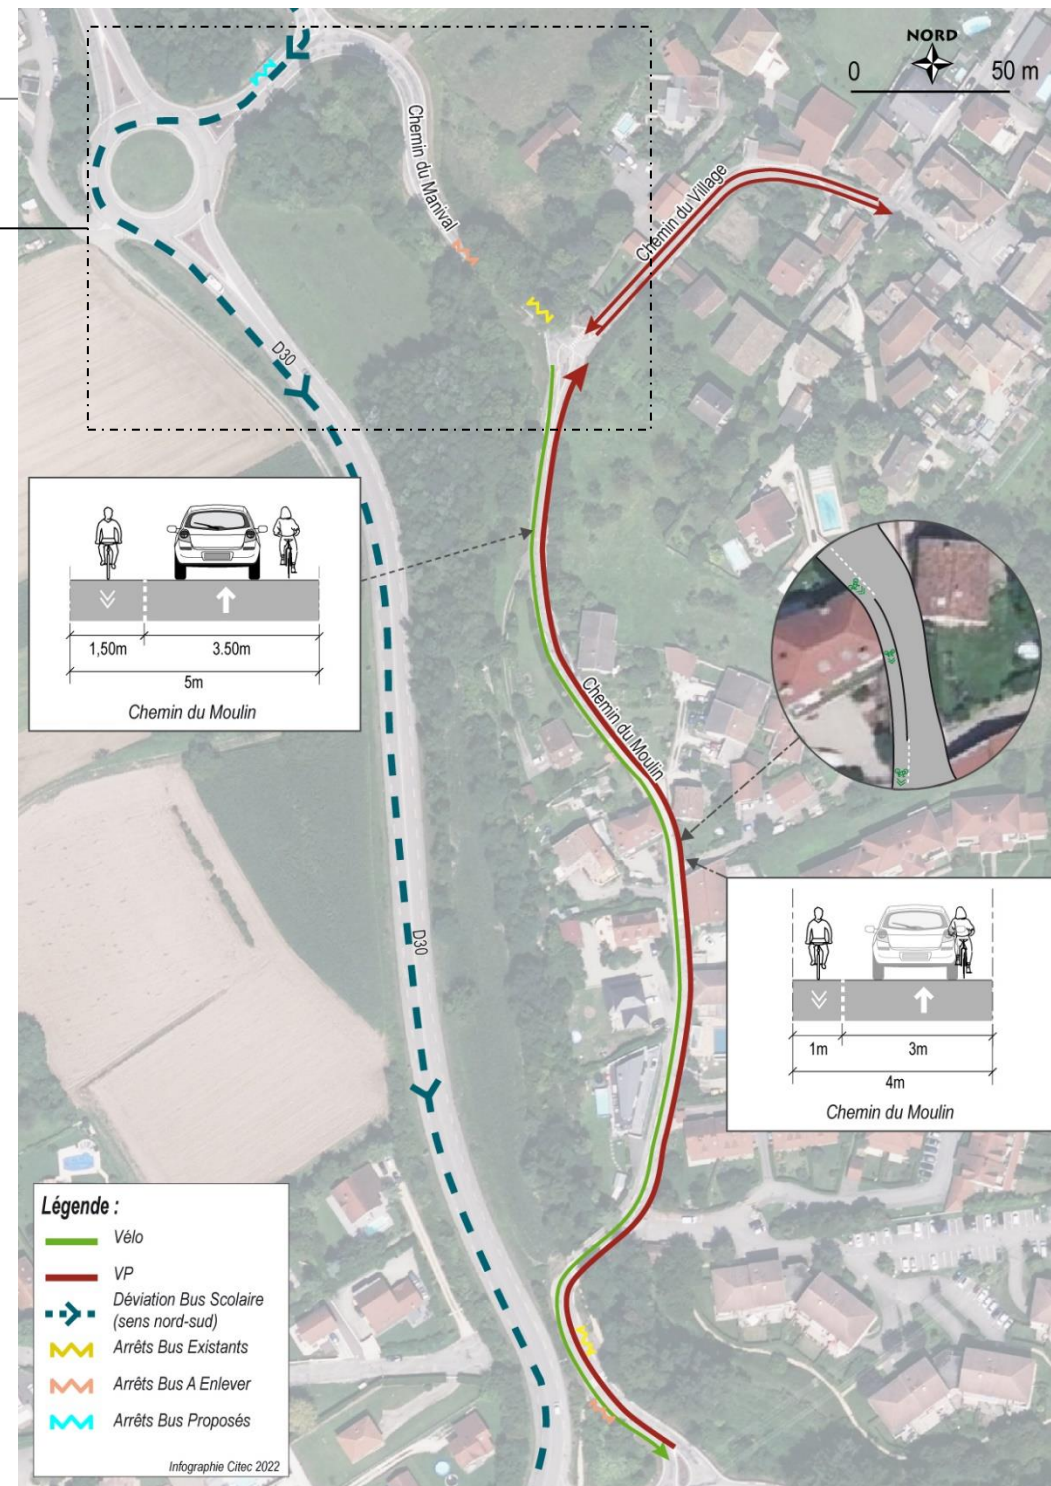 NORD
0 50 m
Chemin du Manival
Chemin du Village
D30
1,50m 3.50m
5m
Chemin du Moulin
Chemin du Moulin
D30
1m 3m
4m
Chemin du Moulin
Légende :
Vélo
VP
Déviation Bus Scolaire
(sens nord-sud)
Arrêts Bus Existants
Arrêts Bus A Enlever
Arrêts Bus Proposés
Infographie Citec 2022